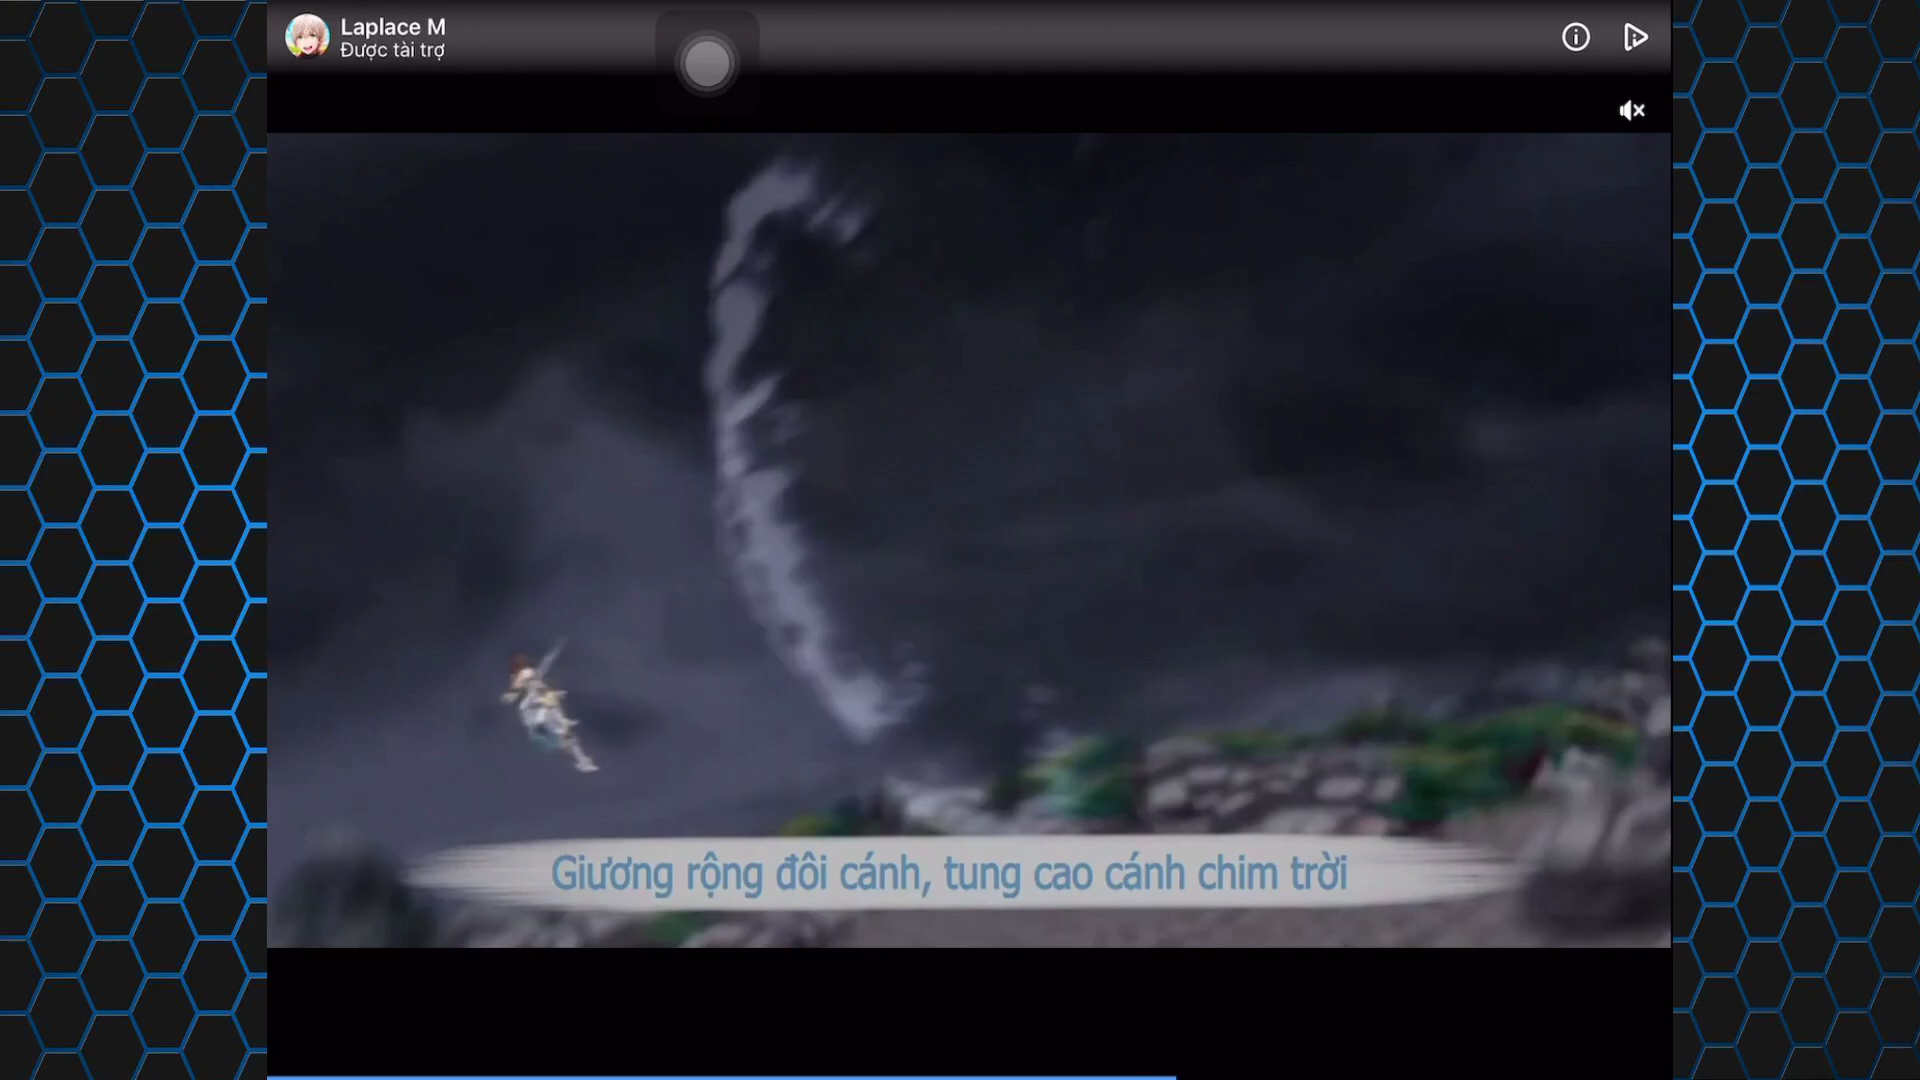 Laplace M
Được tài trợ
Giương rộng đôi cánh, tung cao cánh chim trời